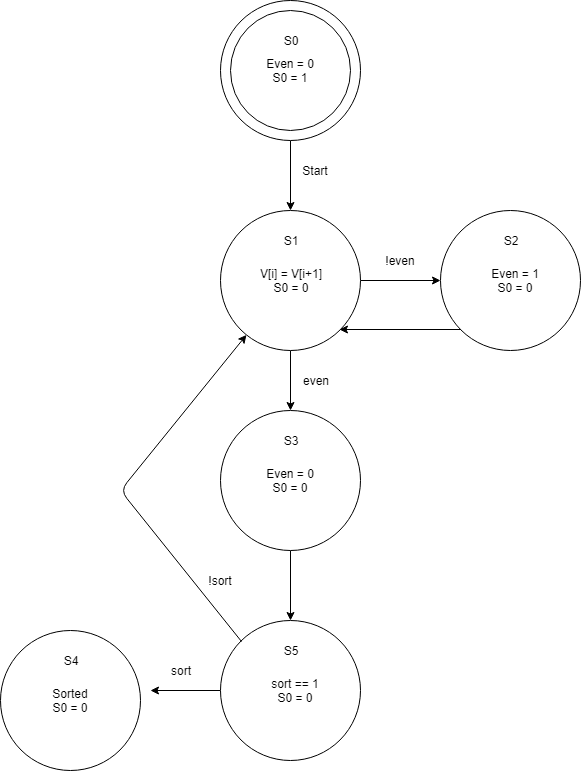 S0
Even = 0
S0 = 1
Start
S1
V[i] = V[i+1]
S0 = 0
!even
S2
Even = 1
S0 = 0
even
S3
Even = 0
S0 = 0
!sort
S5
sort == 1
S0 = 0
sort
S4
Sorted
S0 = 0